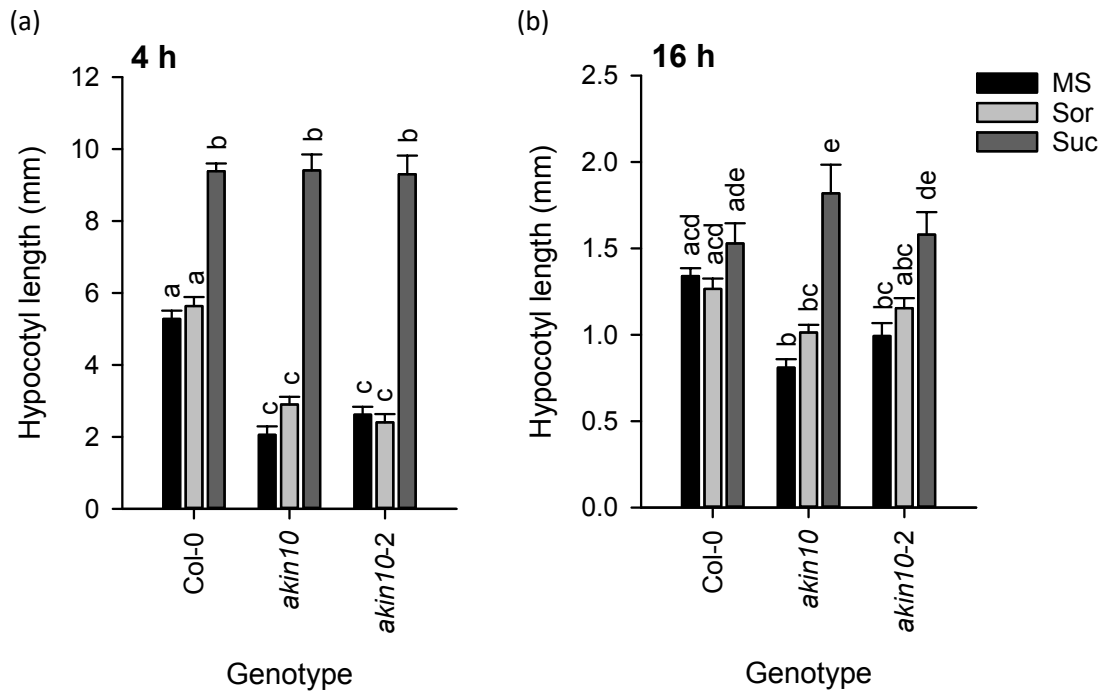 (a)
4 h
12
10
8
6
4
2
0
Hypocotyl length (mm)
a
a
b
c
c
b
c
c
b
Col-0
akin10
akin10-2
Genotype
(b)
16 h
2.5
2.0
1.5
1.0
0.5
0.0
Hypocotyl length (mm)
acd
acd
ade
b
bc
e
bc
abc
de
Col-0
akin10
akin10-2
Genotype
MS
Sor
Suc